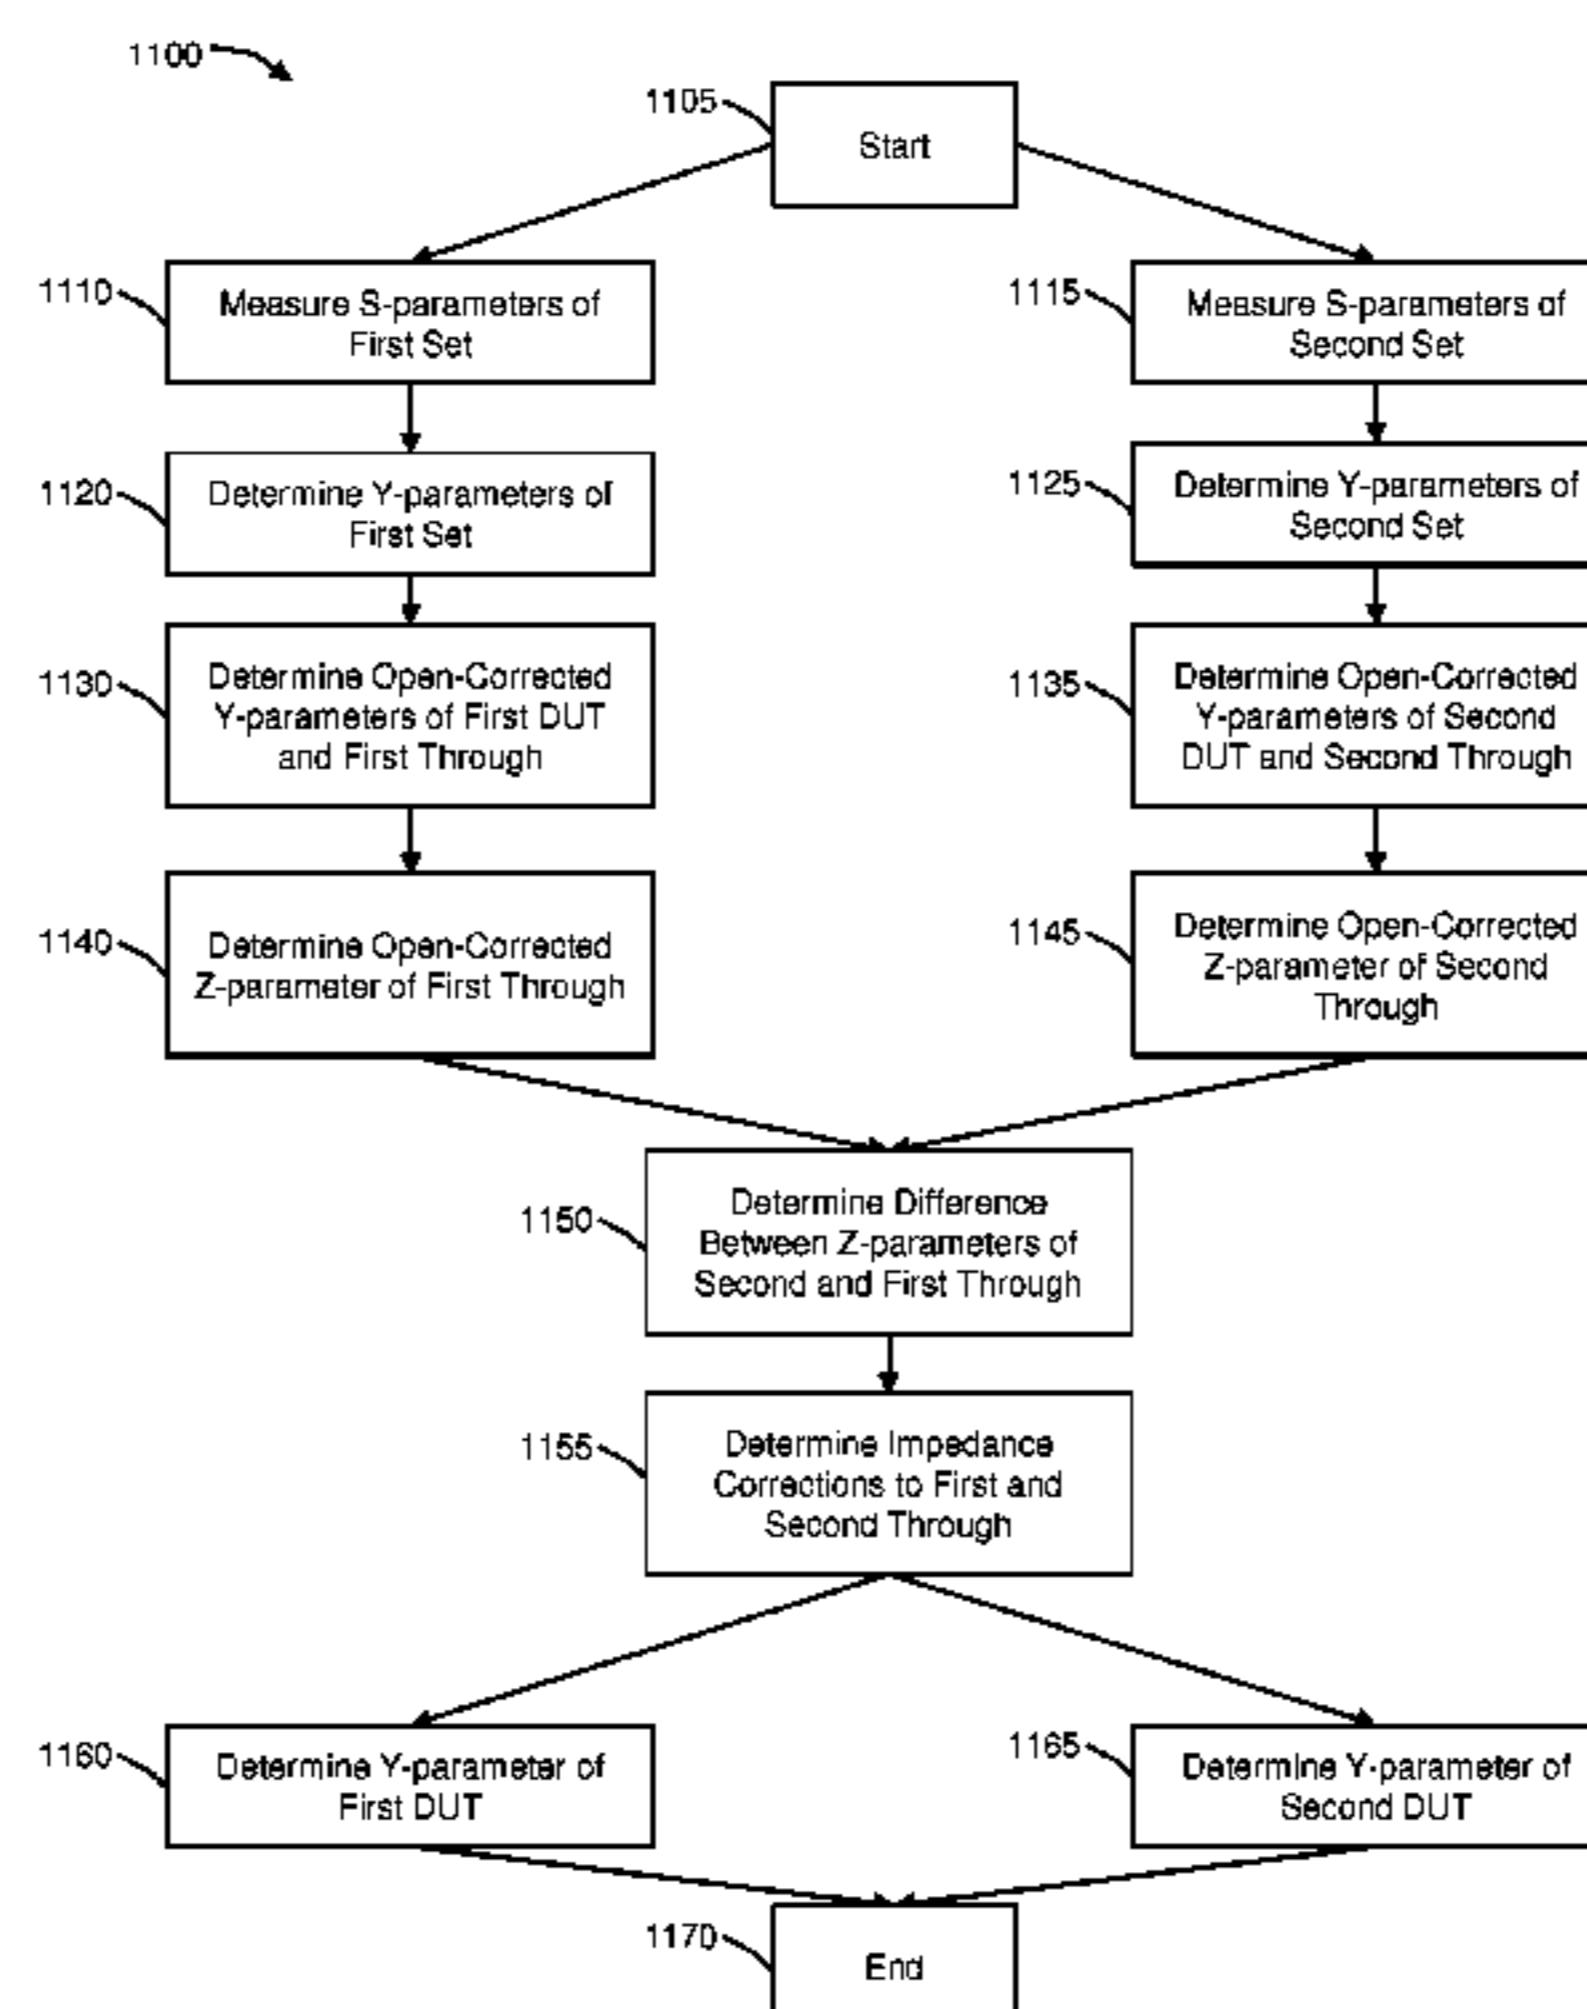 1100
1105
Start
1110
Measure S-parameters of
First Set
1115
Measure S-parameters of
Second Set
1120
Determine Y-parameters of
First Set
1125
Determine Y-parameters of
Second Set
1130
Determine Open-Corrected
Y-parameters of First DUT
and First Through
1135
Determine Open-Corrected
Y-parameters of Second
DUT and Second Through
1140
Determine Open-Corrected
Z-parameter of First Through
1145
Determine Open-Corrected
Z-parameter of Second
Through
1150
Determine Difference
Between Z-parameters of
Second and First Through
1155
Determine Impedance
Corrections to First and
Second Through
1160
Determine Y-parameter of
First DUT
1165
Determine Y-parameter of
Second DUT
1170
End